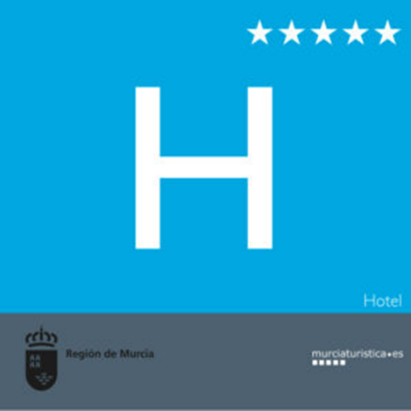 H
Hotel
Región de Murcia
murciaturistica•es